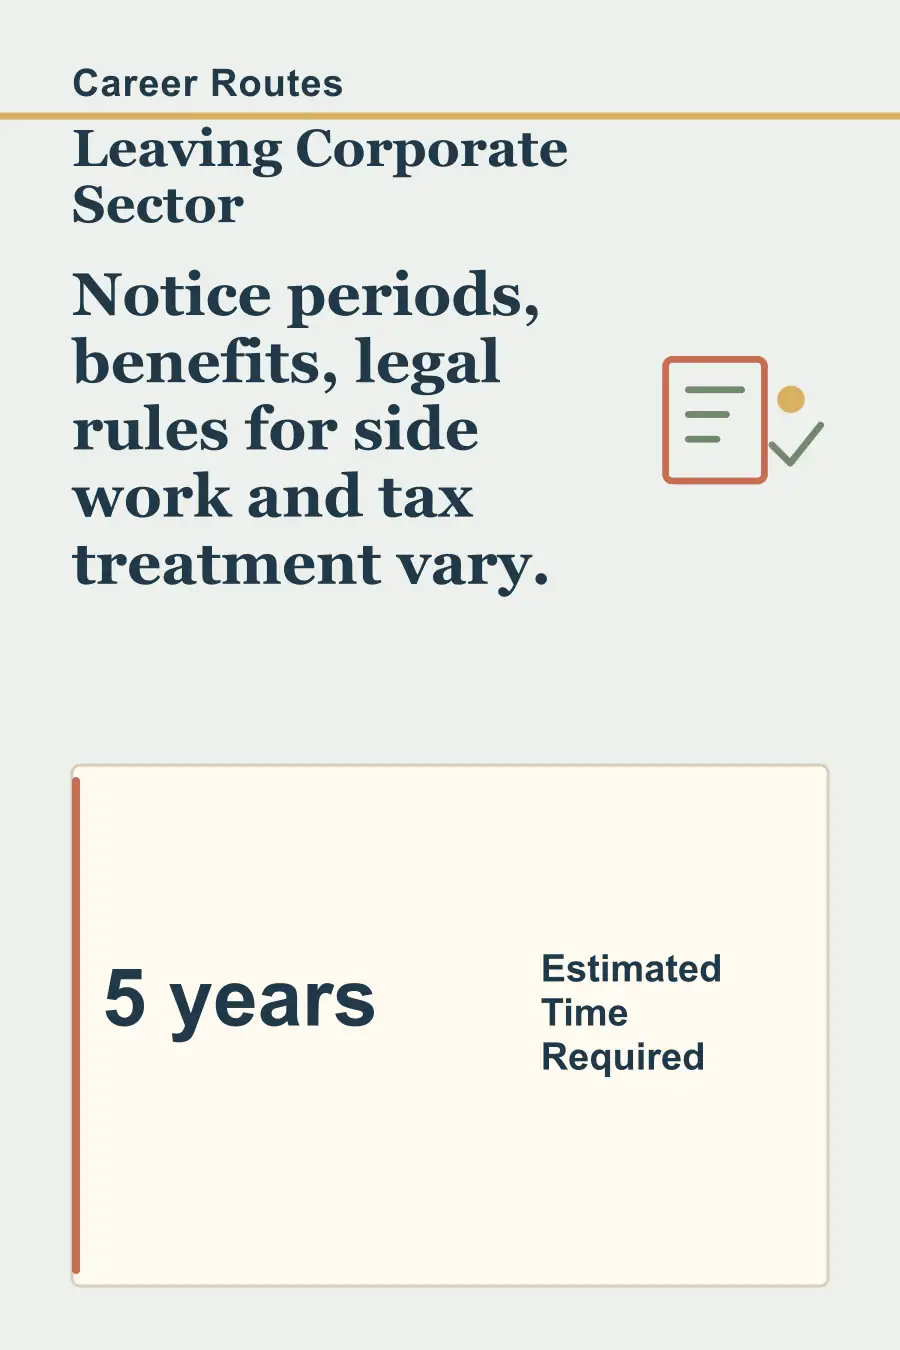 Career Routes
Leaving Corporate
Sector
Notice periods,
benefits, legal
rules for side
work and tax
treatment vary.
5 years
Estimated
Time
Required